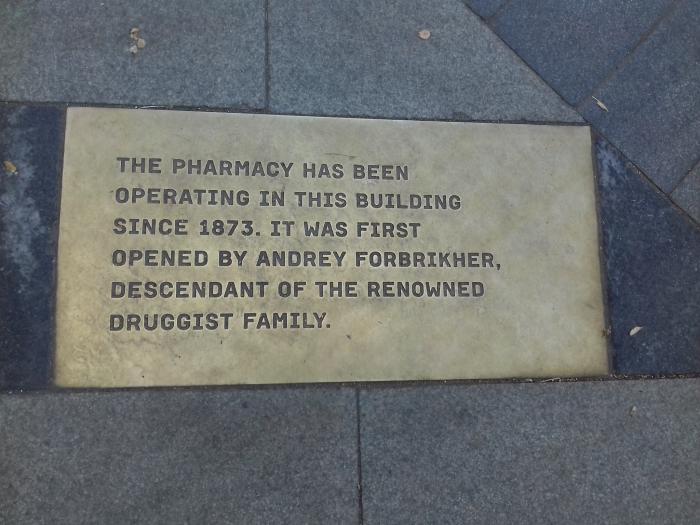 THE PHARMACY HAS BEEN
OPERATING IN THIS BUILDING
SINCE 1873. IT WAS FIRST
OPENED BY ANDREY FORBRIKHER,
DESCENDANT OF THE RENOWNED
DRUGGIST FAMILY.